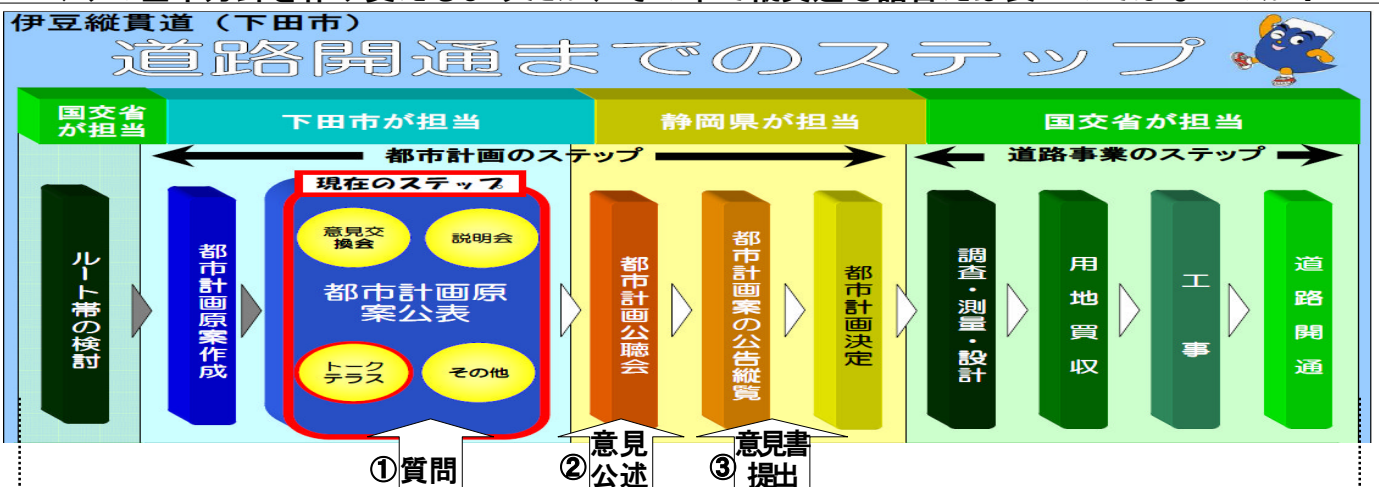 伊豆縦貫道（下田市）
道路開通までのステップ
国交省
が担当
下田市が担当
静岡県が担当
国交省が担当
都市計画のステップ
道路事業のステップ
現在のステップ
ルート帯の検討
都市計画原案作成
意見交
換会
説明会
都市計画原
案公表
トーク
テラス
その他
都市計画公聴会
都市計画案の公告縦覧
都市計画決定
調査・測量・設計
用地買収
工事
道路開通
①質問
②意見
公述
③意見書
提出